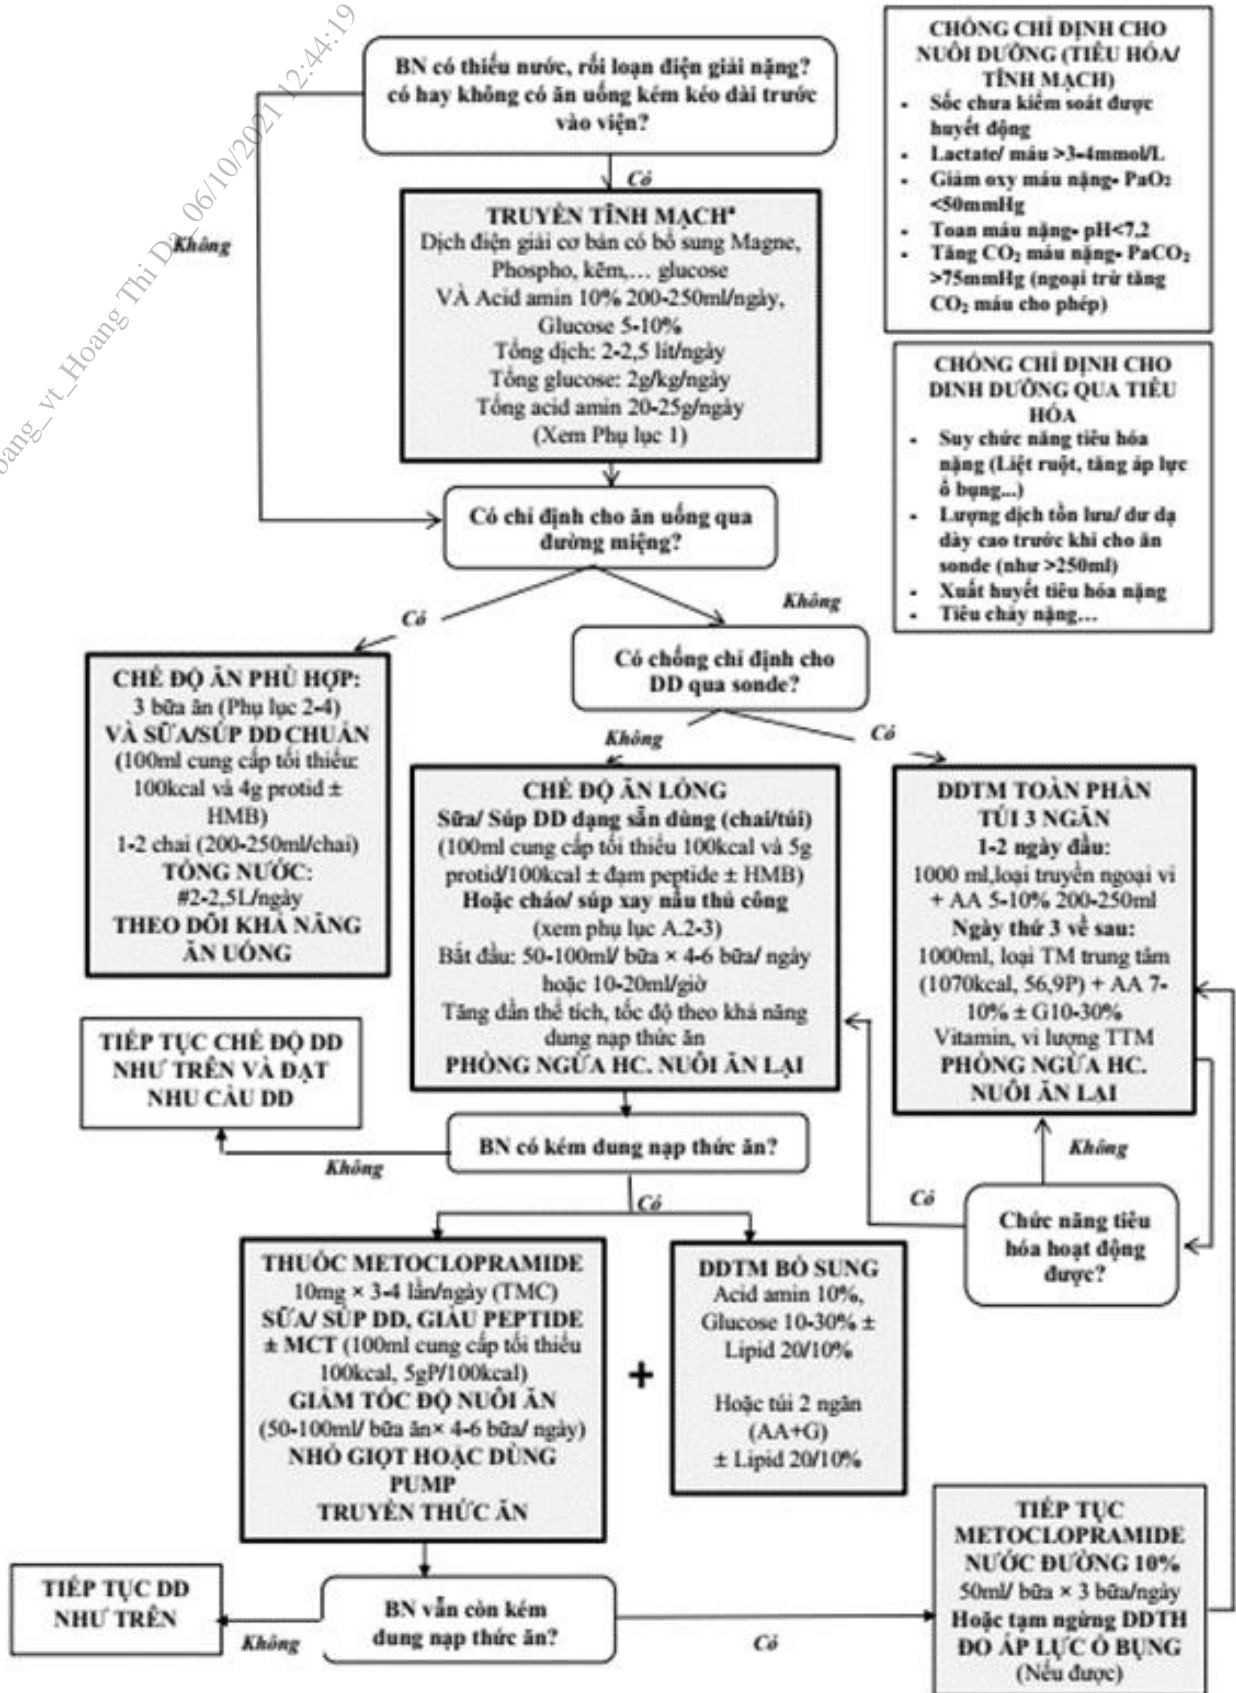 BN có thiếu nước, rối loạn điện giải nặng?
có hay không có ăn uống kém kéo dài trước
vào viện?
Có
Không
TRUYỀN TĨNH MẠCHª
Dịch điện giải cơ bản có bổ sung Magne,
Phospho, kẽm,... glucose
VÀ Acid amin 10% 200-250ml/ngày,
Glucose 5-10%
Tổng dịch: 2-2,5 lít/ngày
Tổng glucose: 2g/kg/ngày
Tổng acid amin 20-25g/ngày
(Xem Phụ lục 1)
CHỐNG CHỈ ĐỊNH CHO
NUÔI DƯỠNG (TIÊU HÓA/
TĨNH MẠCH)
- Sốc chưa kiểm soát được
huyết động
- Lactate/ máu >3-4mmol/L
- Giảm oxy máu nặng- PaO₂
<50mmHg
- Toan máu nặng- pH<7,2
- Tăng CO₂ máu nặng- PaCO₂
>75mmHg (ngoại trừ tăng
CO₂ máu cho phép)
CHỐNG CHỈ ĐỊNH CHO
DINH DƯỠNG QUA TIÊU
HÓA
- Suy chức năng tiêu hóa
nặng (Liệt ruột, tăng áp lực
ổ bụng...)
- Lượng dịch tồn lưu/ dư dạ
dày cao trước khi cho ăn
sonde (như >250ml)
- Xuất huyết tiêu hóa nặng
- Tiêu chảy nặng...
Có chỉ định cho ăn uống qua
đường miệng?
Có
Không
CHẾ ĐỘ ĂN PHÙ HỢP:
3 bữa ăn (Phụ lục 2-4)
VÀ SỮA/SÚP DD CHUẨN
(100ml cung cấp tối thiểu:
100kcal và 4g protid ±
HMB)
1-2 chai (200-250ml/chai)
TỔNG NƯỚC:
#2-2,5L/ngày
THEO DÕI KHẢ NĂNG
ĂN UỐNG
Có chống chỉ định cho
DD qua sonde?
Không
Có
CHẾ ĐỘ ĂN LỎNG
Sữa/ Súp DD dạng sẵn dùng (chai/túi)
(100ml cung cấp tối thiểu 100kcal và 5g
protid/100kcal ± đạm peptide ± HMB)
Hoặc cháo/ súp xay nấu thủ công
(xem phụ lục A.2-3)
Bắt đầu: 50-100ml/ bữa × 4-6 bữa/ ngày
hoặc 10-20ml/giờ
Tăng dần thể tích, tốc độ theo khả năng
dung nạp thức ăn
PHÒNG NGỪA HC. NUÔI ĂN LẠI
DDTM TOÀN PHẦN
TÚI 3 NGĂN
1-2 ngày đầu:
1000 ml,loại truyền ngoại vi
+ AA 5-10% 200-250ml
Ngày thứ 3 về sau:
1000ml, loại TM trung tâm
(1070kcal, 56,9P) + AA 7-
10% ± G10-30%
Vitamin, vi lượng TTM
PHÒNG NGỪA HC.
NUÔI ĂN LẠI
TIẾP TỤC CHẾ ĐỘ DD
NHƯ TRÊN VÀ ĐẠT
NHU CẦU DD
BN có kém dung nạp thức ăn?
Không
Có
Không
Có
Chức năng tiêu
hóa hoạt động
được?
THUỐC METOCLOPRAMIDE
10mg × 3-4 lần/ngày (TMC)
SỮA/ SÚP DD, GIÀU PEPTIDE
± MCT (100ml cung cấp tối thiểu
100kcal, 5gP/100kcal)
GIẢM TỐC ĐỘ NUÔI ĂN
(50-100ml/ bữa ăn× 4-6 bữa/ ngày)
NHỎ GIỌT HOẶC DÙNG
PUMP
TRUYỀN THỨC ĂN
+
DDTM BỔ SUNG
Acid amin 10%,
Glucose 10-30% ±
Lipid 20/10%
Hoặc túi 2 ngăn
(AA+G)
± Lipid 20/10%
TIẾP TỤC DD
NHƯ TRÊN
Không
BN vẫn còn kém
dung nạp thức ăn?
Có
TIẾP TỤC
METOCLOPRAMIDE
NƯỚC ĐƯỜNG 10%
50ml/ bữa × 3 bữa/ngày
Hoặc tạm ngừng DDTH
ĐO ÁP LỰC Ổ BỤNG
(Nếu được)
oang_vt_Hoang Thi Da_06/10/2021 12:44:19